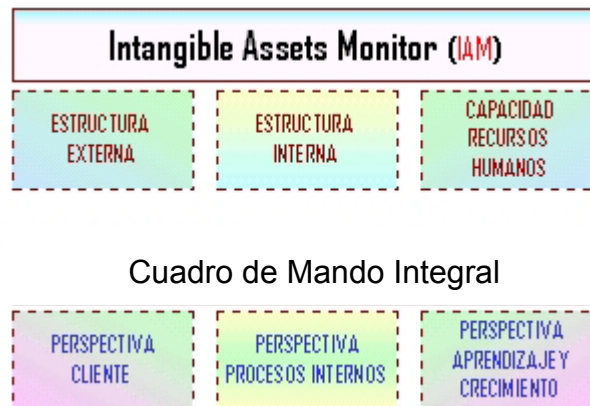 Intangible Assets Monitor (IAM)
ESTRUCTURA
EXTERNA
ESTRUCTURA
INTERNA
CAPACIDAD
RECURSOS
HUMANOS
Cuadro de Mando Integral
PERSPECTIVA
CLIENTE
PERSPECTIVA
PROCESOS INTERNOS
PERSPECTIVA
APRENDIZAJE Y
CRECIMIENTO